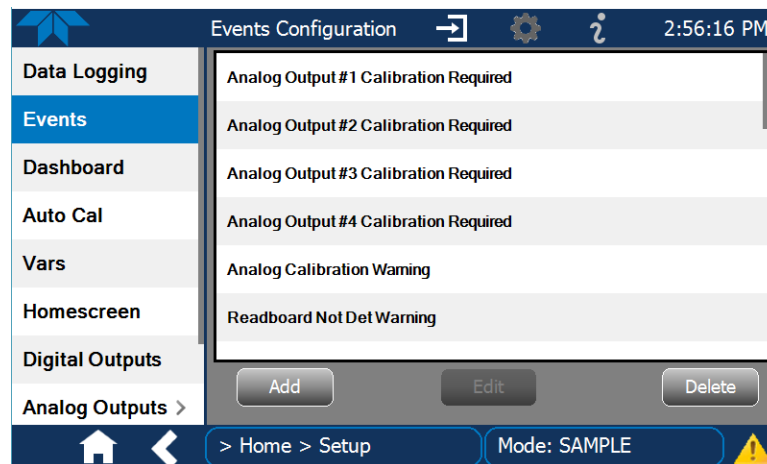 Events Configuration
2:56:16 PM
Data Logging
Events
Dashboard
Auto Cal
Vars
Homescreen
Digital Outputs
Analog Outputs >
Analog Output #1 Calibration Required
Analog Output #2 Calibration Required
Analog Output #3 Calibration Required
Analog Output #4 Calibration Required
Analog Calibration Warning
Readboard Not Det Warning
Add
Edit
Delete
> Home > Setup
Mode: SAMPLE